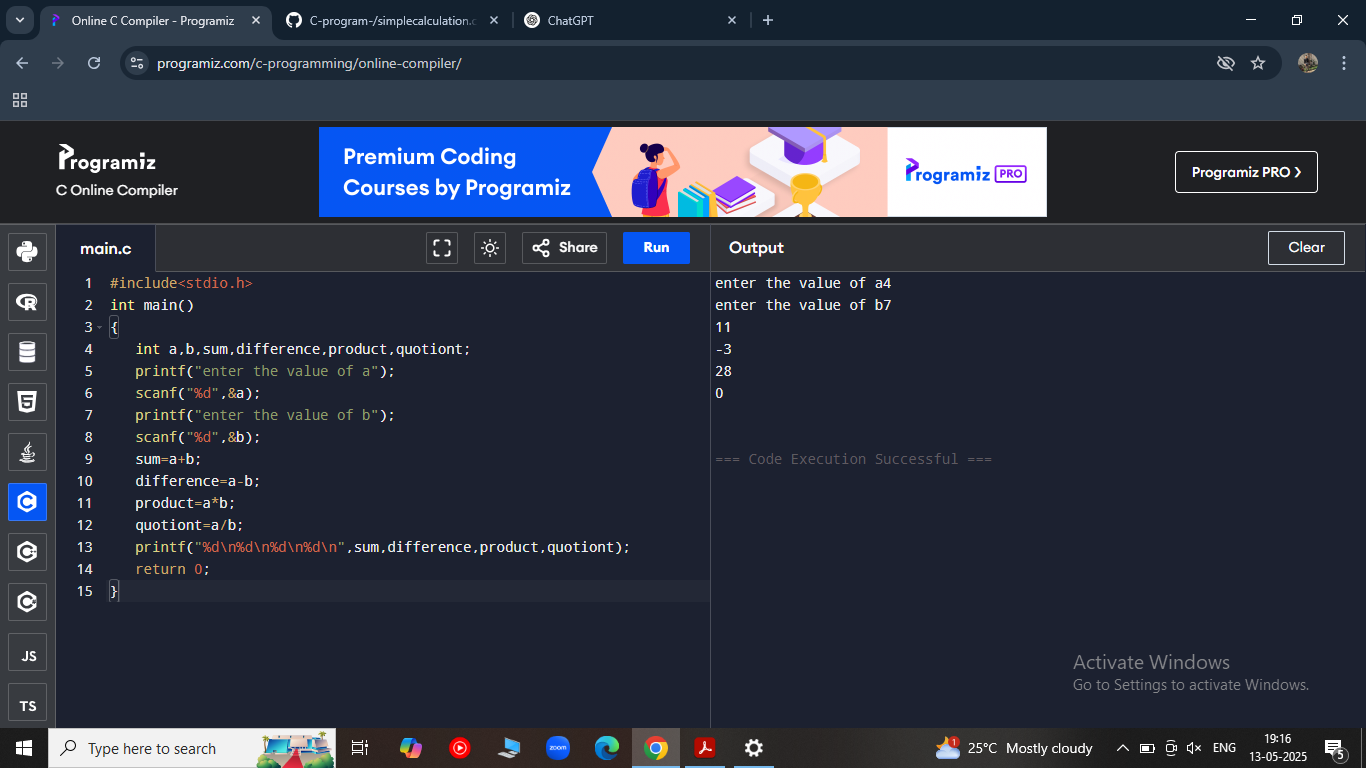 Online C Compiler - Programiz
C-program-/simplecalculation.c
ChatGPT
programiz.com/c-programming/online-compiler/
Programiz
C Online Compiler
Premium Coding
Courses by Programiz
Programiz PRO
Programiz PRO ❯
main.c
Share
Run
Output
Clear
1 #include<stdio.h>
2 int main()
3 {
4 int a,b,sum,difference,product,quotiont;
5 printf("enter the value of a");
6 scanf("%d",&a);
7 printf("enter the value of b");
8 scanf("%d",&b);
9 sum=a+b;
10 difference=a-b;
11 product=a*b;
12 quotiont=a/b;
13 printf("%d\n%d\n%d\n%d\n",sum,difference,product,quotiont);
14 return 0;
15 }
enter the value of a4
enter the value of b7
11
-3
28
0
=== Code Execution Successful ===
JS
TS
Activate Windows
Go to Settings to activate Windows.
Type here to search
zoom
1
25°C Mostly cloudy
ENG
19:16
13-05-2025
5